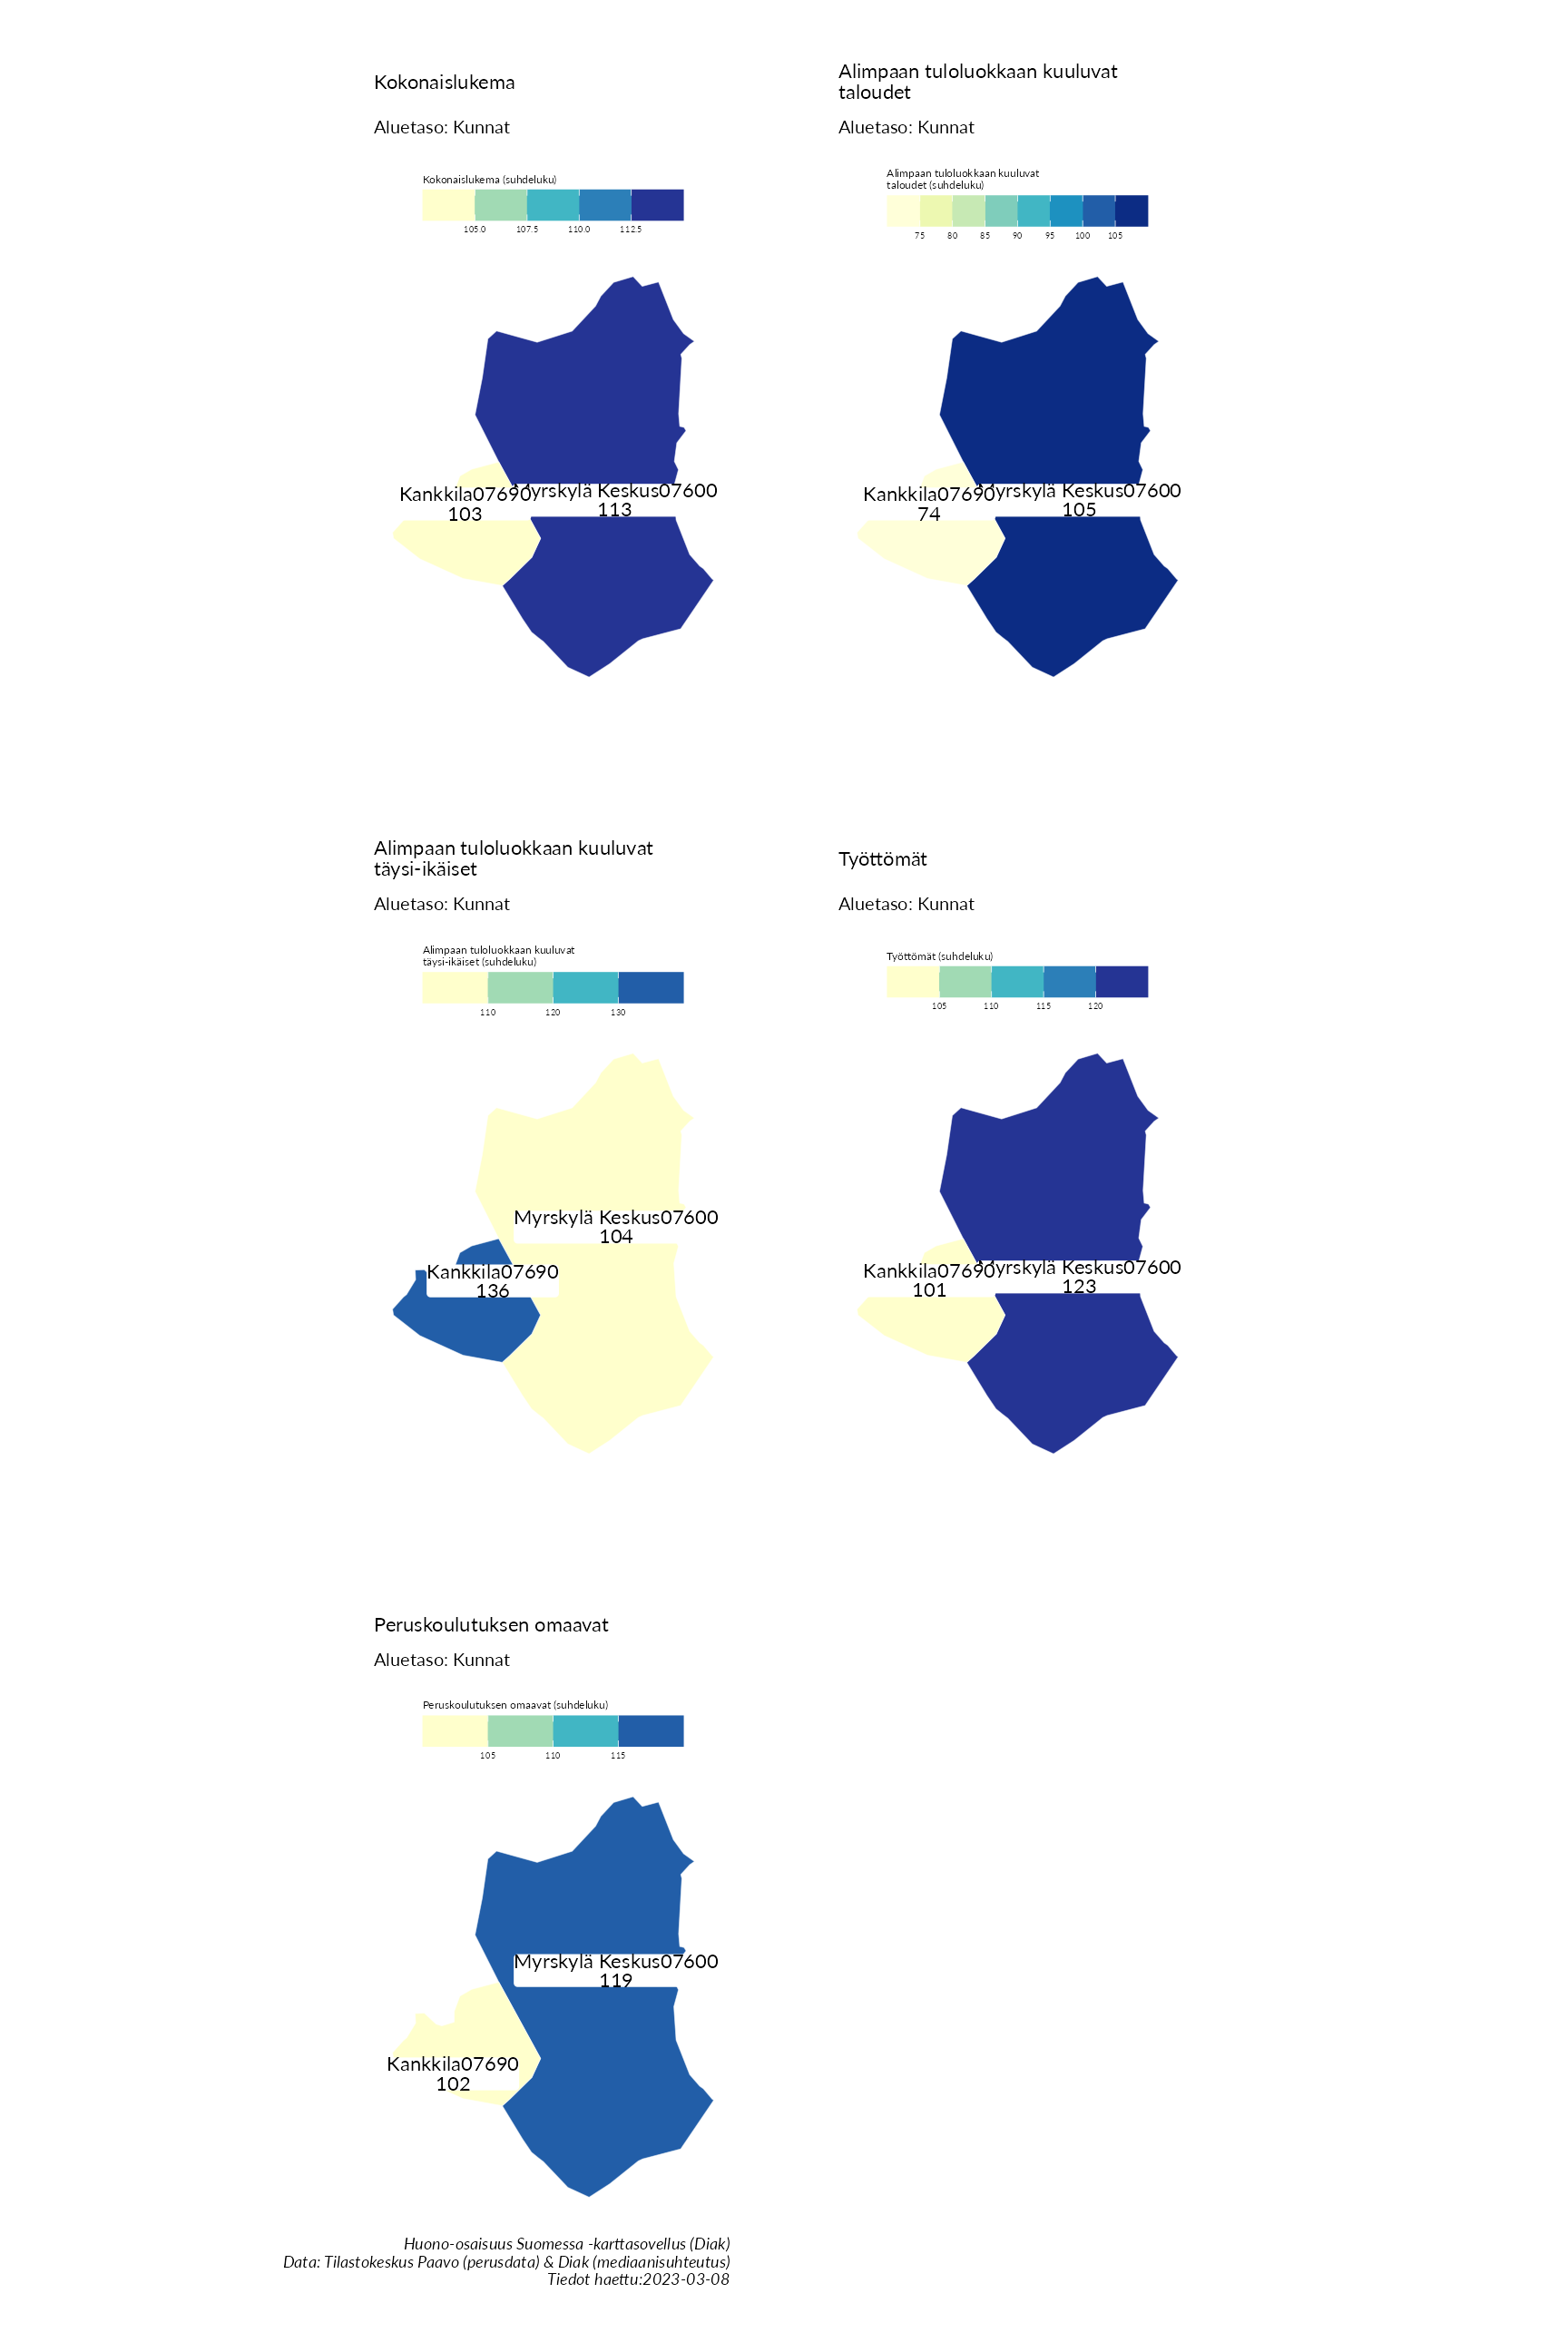 Kokonaislukema
Aluetaso: Kunnat
Kokonaislukema (suhdeluku)
105.0 107.5 110.0 112.5
Kankkila07690
103
yrskylä Keskus07600
113
Alimpaan tuloluokkaan kuuluvat
taloudet
Aluetaso: Kunnat
Alimpaan tuloluokkaan kuuluvat
taloudet (suhdeluku)
75 80 85 90 95 100 105
Kankkila07690
74
yrskylä Keskus07600
105
Alimpaan tuloluokkaan kuuluvat
täysi-ikäiset
Aluetaso: Kunnat
Alimpaan tuloluokkaan kuuluvat
täysi-ikäiset (suhdeluku)
110 120 130
Myrskylä Keskus07600
104
Kankkila07690
136
Työttömät
Aluetaso: Kunnat
Työttömät (suhdeluku)
105 110 115 120
Kankkila07690
101
yrskylä Keskus07600
123
Peruskoulutuksen omaavat
Aluetaso: Kunnat
Peruskoulutuksen omaavat (suhdeluku)
105 110 115
Myrskylä Keskus07600
119
Kankkila07690
102
Huono-osaisuus Suomessa -karttasovellus (Diak)
Data: Tilastokeskus Paavo (perusdata) & Diak (mediaanisuhteutus)
Tiedot haettu:2023-03-08